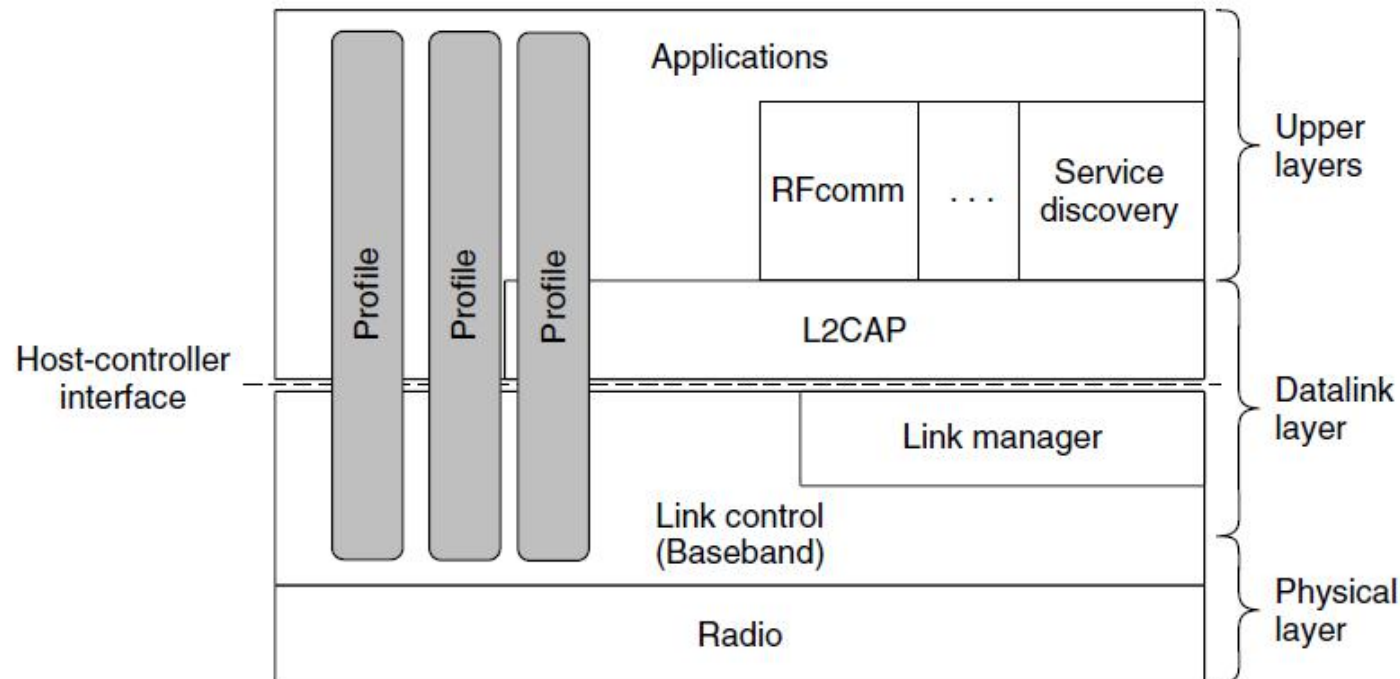 Applications
Upper
layers
RFcomm
. . .
Service
discovery
Profile
Profile
Profile
L2CAP
Host-controller
interface
Datalink
layer
Link manager
Link control
(Baseband)
Physical
layer
Radio